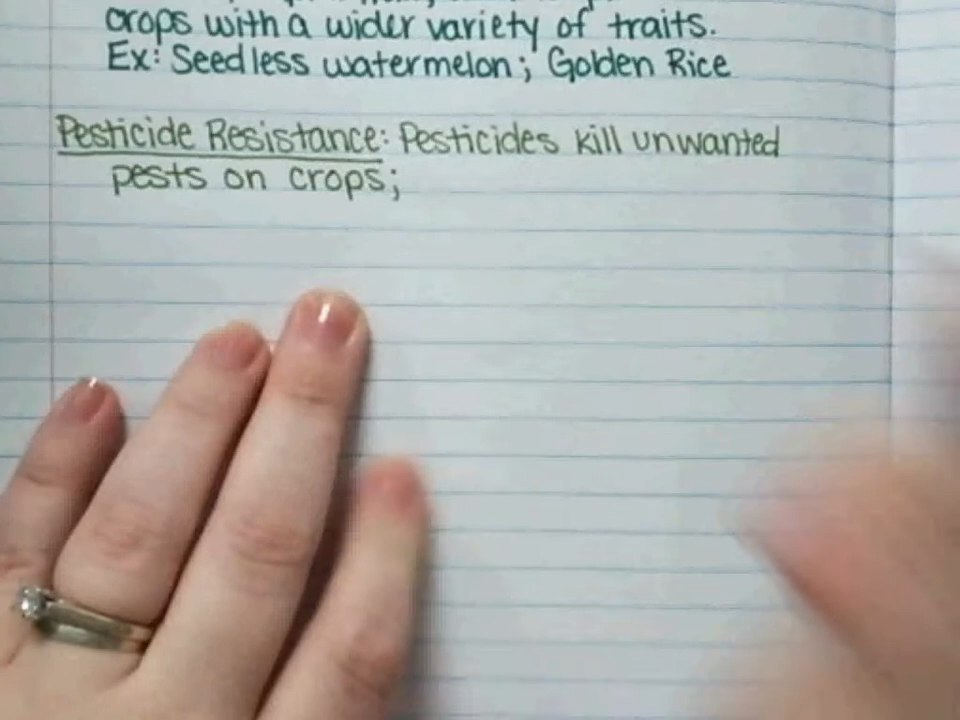 crops with a wider variety of traits.
Ex: Seedless watermelon; Golden Rice
Pesticide Resistance: Pesticides kill unwanted
pests on crops;